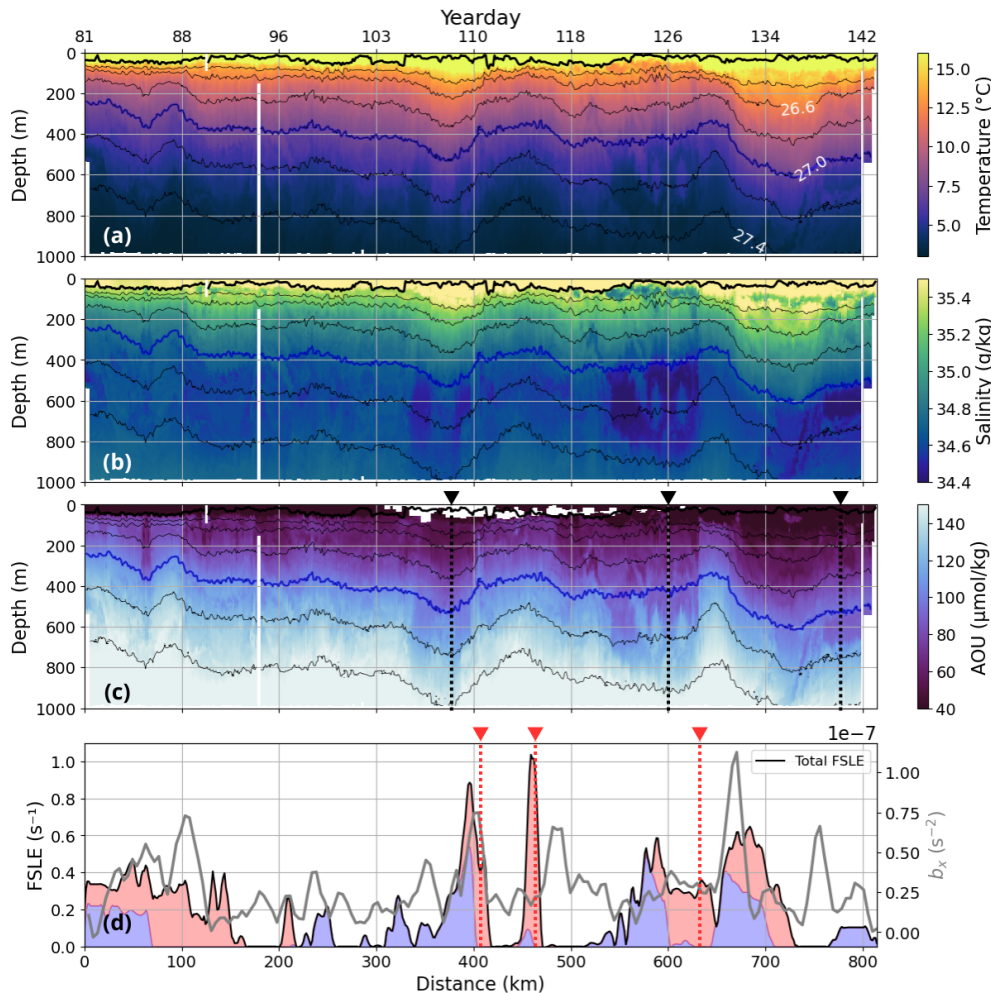 Yearday
81 88 94 96 103 110 118 126 134 142
0
200
400
600
800
1000
Depth (m)
26.6
27.0
27.4
(a)
15.0
12.5
10.0
7.5
5.0
Temperature (°C)
0
200
400
600
800
1000
Depth (m)
(b)
35.4
35.2
35.0
34.8
34.6
34.4
Salinity (g/kg)
0
200
400
600
800
1000
Depth (m)
(c)
140
120
100
80
60
40
AOU (μmol/kg)
1e-7
1.0
0.8
0.6
0.4
0.2
0.0
FSLE (s⁻¹)
Total FSLE
(d)
1.00
0.75
0.50
0.25
0.00
bₓ (s⁻²)
0 100 200 300 400 500 600 700 800
Distance (km)